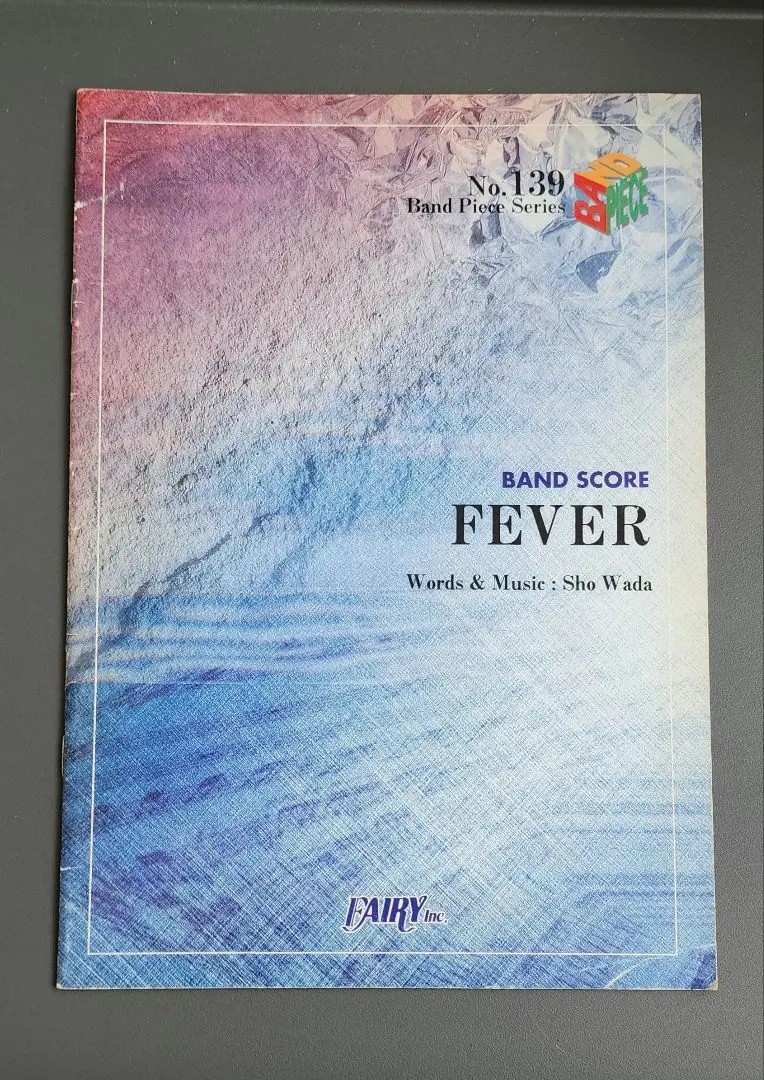 No.139
Band Piece Series
BAND PIECE
BAND SCORE
FEVER
Words & Music : Sho Wada
FAIRY Inc.